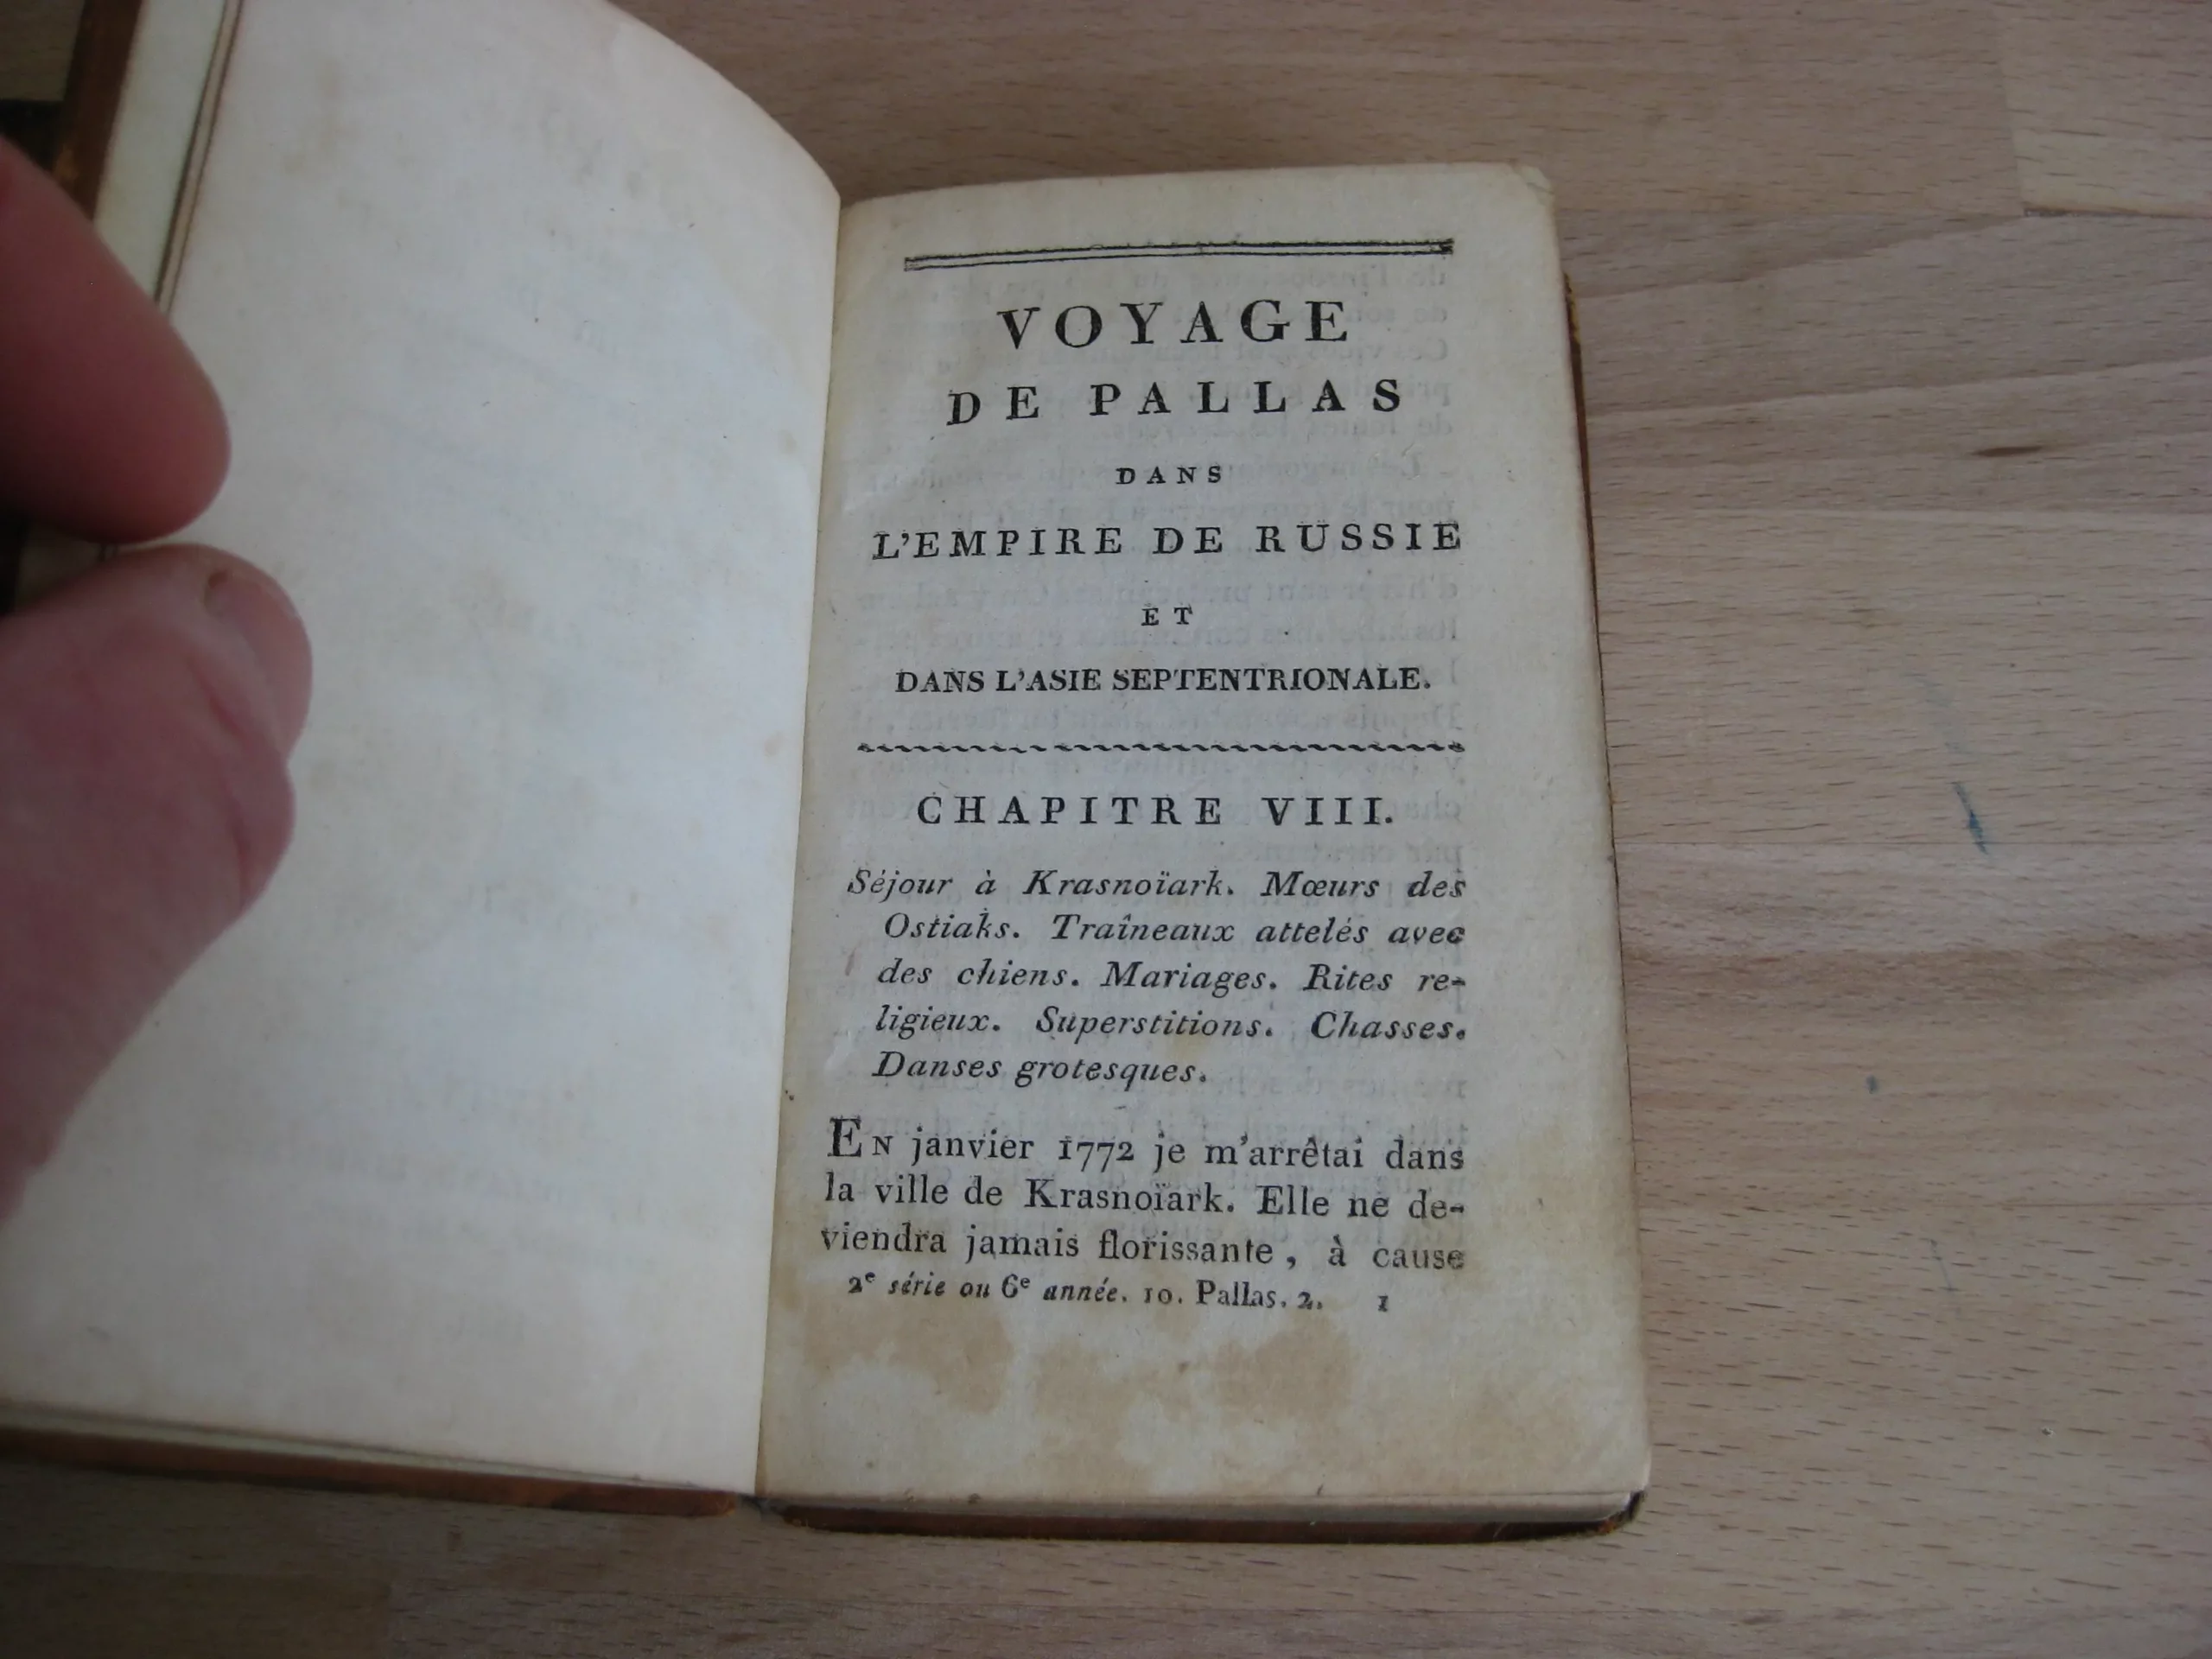 VOYAGE
DE PALLAS
DANS
L'EMPIRE DE RUSSIE
ET
DANS L'ASIE SEPTENTRIONALE.
CHAPITRE VIII.
Séjour à Krasnoïark. Mœurs des
Ostiaks. Traîneaux attelés avec
des chiens. Mariages. Rites re-
ligieux. Superstitions. Chasses.
Danses grotesques.
EN janvier 1772 je m'arrêtai dans
la ville de Krasnoïark. Elle ne de-
viendra jamais florissante, à cause
2e série ou 6e année. 10. Pallas. 2. 1